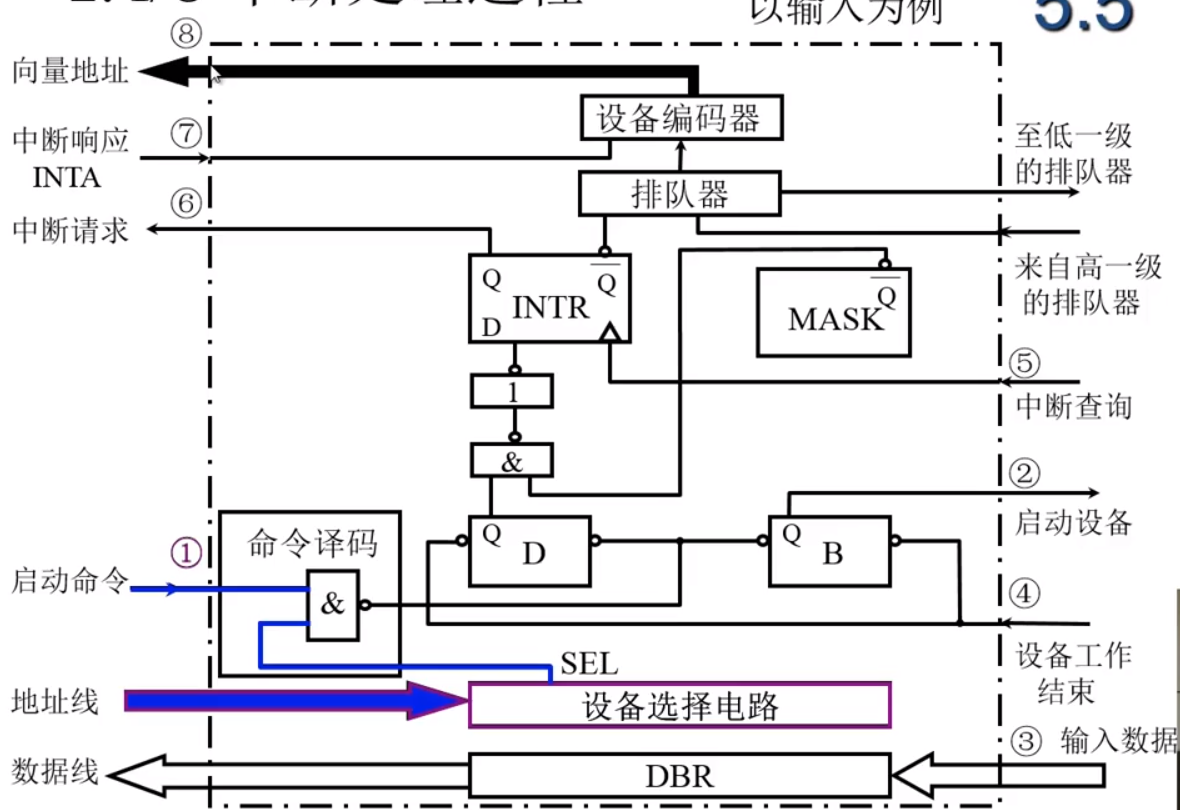 以输入为例
5.5
⑧
向量地址
设备编码器
⑦
中断响应
INTA
至低一级
的排队器
排队器
⑥
中断请求
Q
Q
INTR
D
Q
MASK
来自高一级
的排队器
1
⑤
中断查询
&
②
启动设备
Q
D
Q
B
命令译码
①
启动命令
&
④
设备工作
结束
SEL
地址线
设备选择电路
③ 输入数据
数据线
DBR